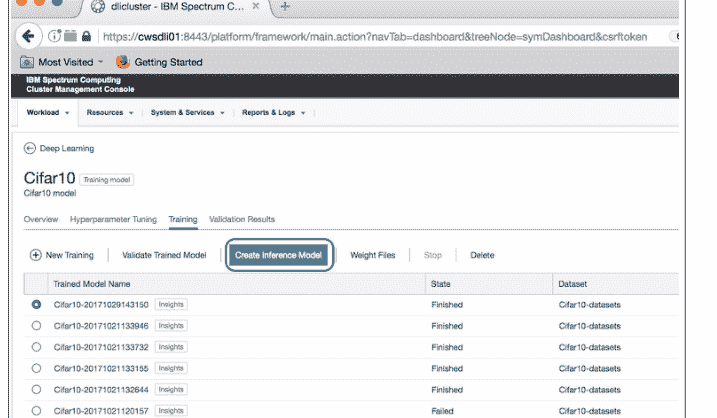 dlicluster - IBM Spectrum C...
https://cwsdli01:8443/platform/framework/main.action?navTab=dashboard&treeNode=symDashboard&csrftoken
Most Visited Getting Started
IBM Spectrum Computing
Cluster Management Console
Workload Resources System & Services Reports & Logs
Deep Learning
Cifar10 Training model
Cifar10 model
Overview Hyperparameter Tuning Training Validation Results
New Training Validate Trained Model Create Inference Model Weight Files Stop Delete
Trained Model Name State Dataset
Cifar10-20171029143150 Insights Finished Cifar10-datasets
Cifar10-20171021133946 Insights Finished Cifar10-datasets
Cifar10-20171021133732 Insights Finished Cifar10-datasets
Cifar10-20171021133155 Insights Finished Cifar10-datasets
Cifar10-20171021132644 Insights Finished Cifar10-datasets
Cifar10-20171021120157 Insights Failed Cifar10-datasets